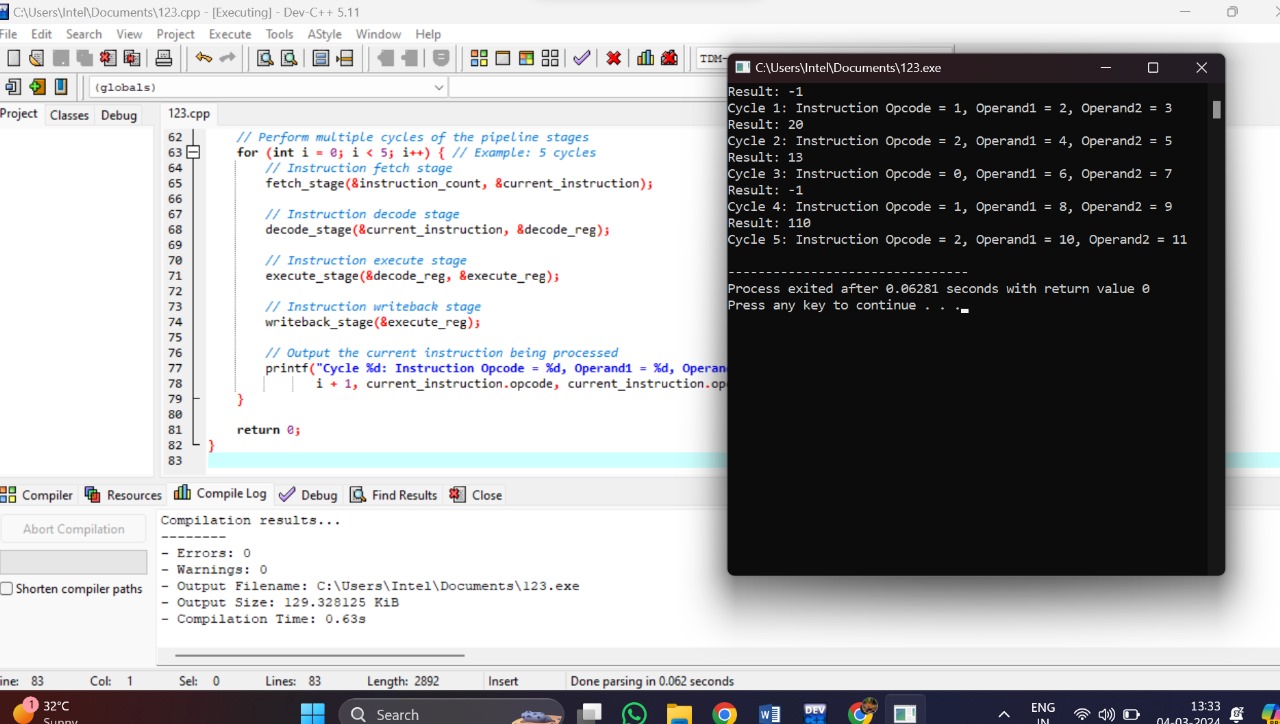 C:\Users\Intel\Documents\123.cpp - [Executing] - Dev-C++ 5.11
File Edit Search View Project Execute Tools AStyle Window Help
TDM-
(globals)
Project Classes Debug
123.cpp
62 // Perform multiple cycles of the pipeline stages
63 for (int i = 0; i < 5; i++) { // Example: 5 cycles
64 // Instruction fetch stage
65 fetch_stage(&instruction_count, &current_instruction);
66
67 // Instruction decode stage
68 decode_stage(&current_instruction, &decode_reg);
69
70 // Instruction execute stage
71 execute_stage(&decode_reg, &execute_reg);
72
73 // Instruction writeback stage
74 writeback_stage(&execute_reg);
75
76 // Output the current instruction being processed
77 printf("Cycle %d: Instruction Opcode = %d, Operand1 = %d, Operan
78 i + 1, current_instruction.opcode, current_instruction.op
79 }
80
81 return 0;
82 }
83
C:\Users\Intel\Documents\123.exe
Result: -1
Cycle 1: Instruction Opcode = 1, Operand1 = 2, Operand2 = 3
Result: 20
Cycle 2: Instruction Opcode = 2, Operand1 = 4, Operand2 = 5
Result: 13
Cycle 3: Instruction Opcode = 0, Operand1 = 6, Operand2 = 7
Result: -1
Cycle 4: Instruction Opcode = 1, Operand1 = 8, Operand2 = 9
Result: 110
Cycle 5: Instruction Opcode = 2, Operand1 = 10, Operand2 = 11
--------------------------------
Process exited after 0.06281 seconds with return value 0
Press any key to continue . . .
Compiler Resources Compile Log Debug Find Results Close
Abort Compilation
Shorten compiler paths
Compilation results...
--------
- Errors: 0
- Warnings: 0
- Output Filename: C:\Users\Intel\Documents\123.exe
- Output Size: 129.328125 KiB
- Compilation Time: 0.63s
ine: 83 Col: 1 Sel: 0 Lines: 83 Length: 2892 Insert Done parsing in 0.062 seconds
1
32°C
Sunny
Search
DEV
ENG
IN
13:33